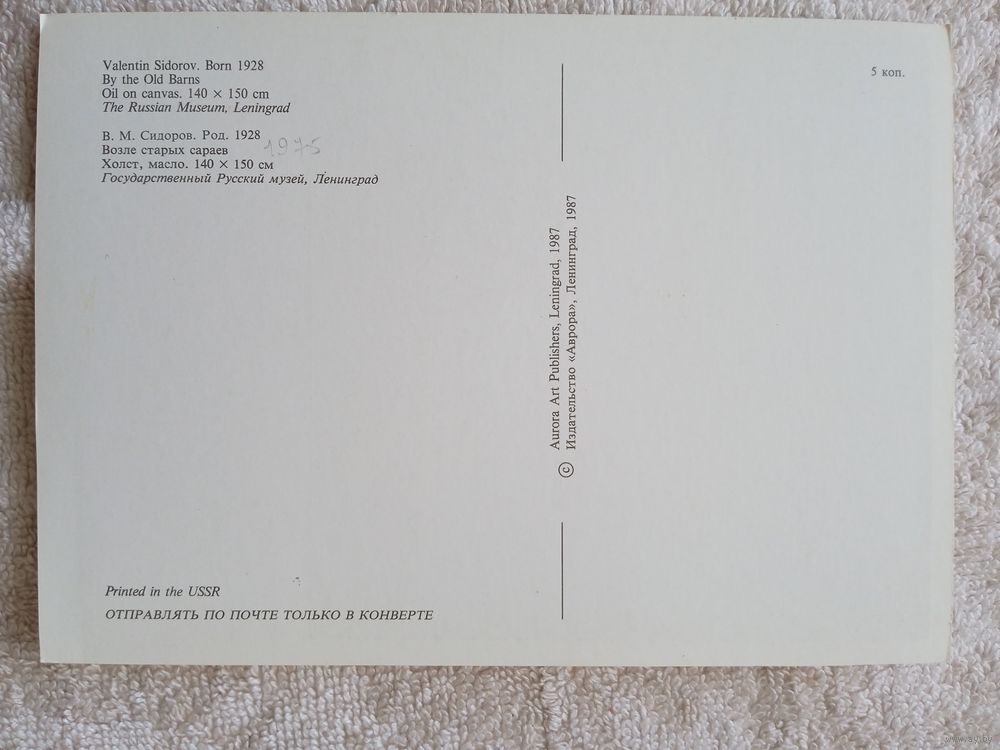 Valentin Sidorov. Born 1928
By the Old Barns
Oil on canvas. 140 × 150 cm
The Russian Museum, Leningrad
В. М. Сидоров. Род. 1928
Возле старых сараев 1975
Холст, масло. 140 × 150 см
Государственный Русский музей, Ленинград
5 коп.
© Aurora Art Publishers, Leningrad, 1987
Издательство «Аврора», Ленинград, 1987
Printed in the USSR
ОТПРАВЛЯТЬ ПО ПОЧТЕ ТОЛЬКО В КОНВЕРТЕ